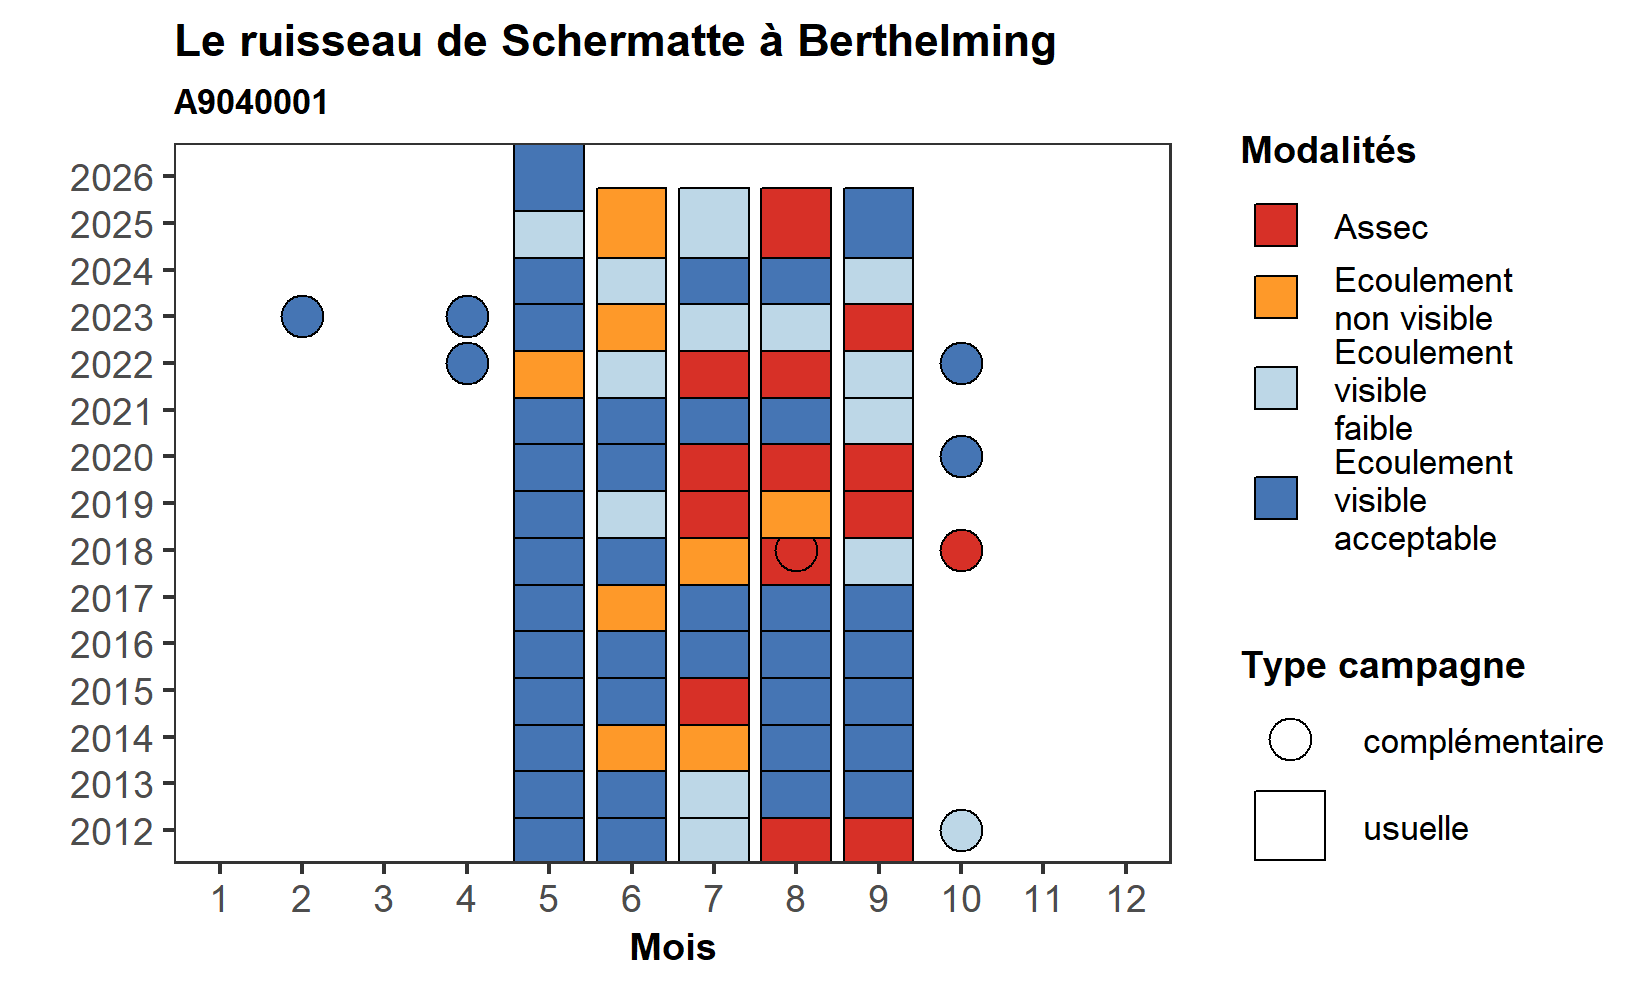 Le ruisseau de Schermatte à Berthelming
A9040001
2026
2025
2024
2023
2022
2021
2020
2019
2018
2017
2016
2015
2014
2013
2012
1 2 3 4 5 6 7 8 9 10 11 12
Mois
Modalités
Assec
Ecoulement
non visible
Ecoulement
visible
faible
Ecoulement
visible
acceptable
Type campagne
complémentaire
usuelle